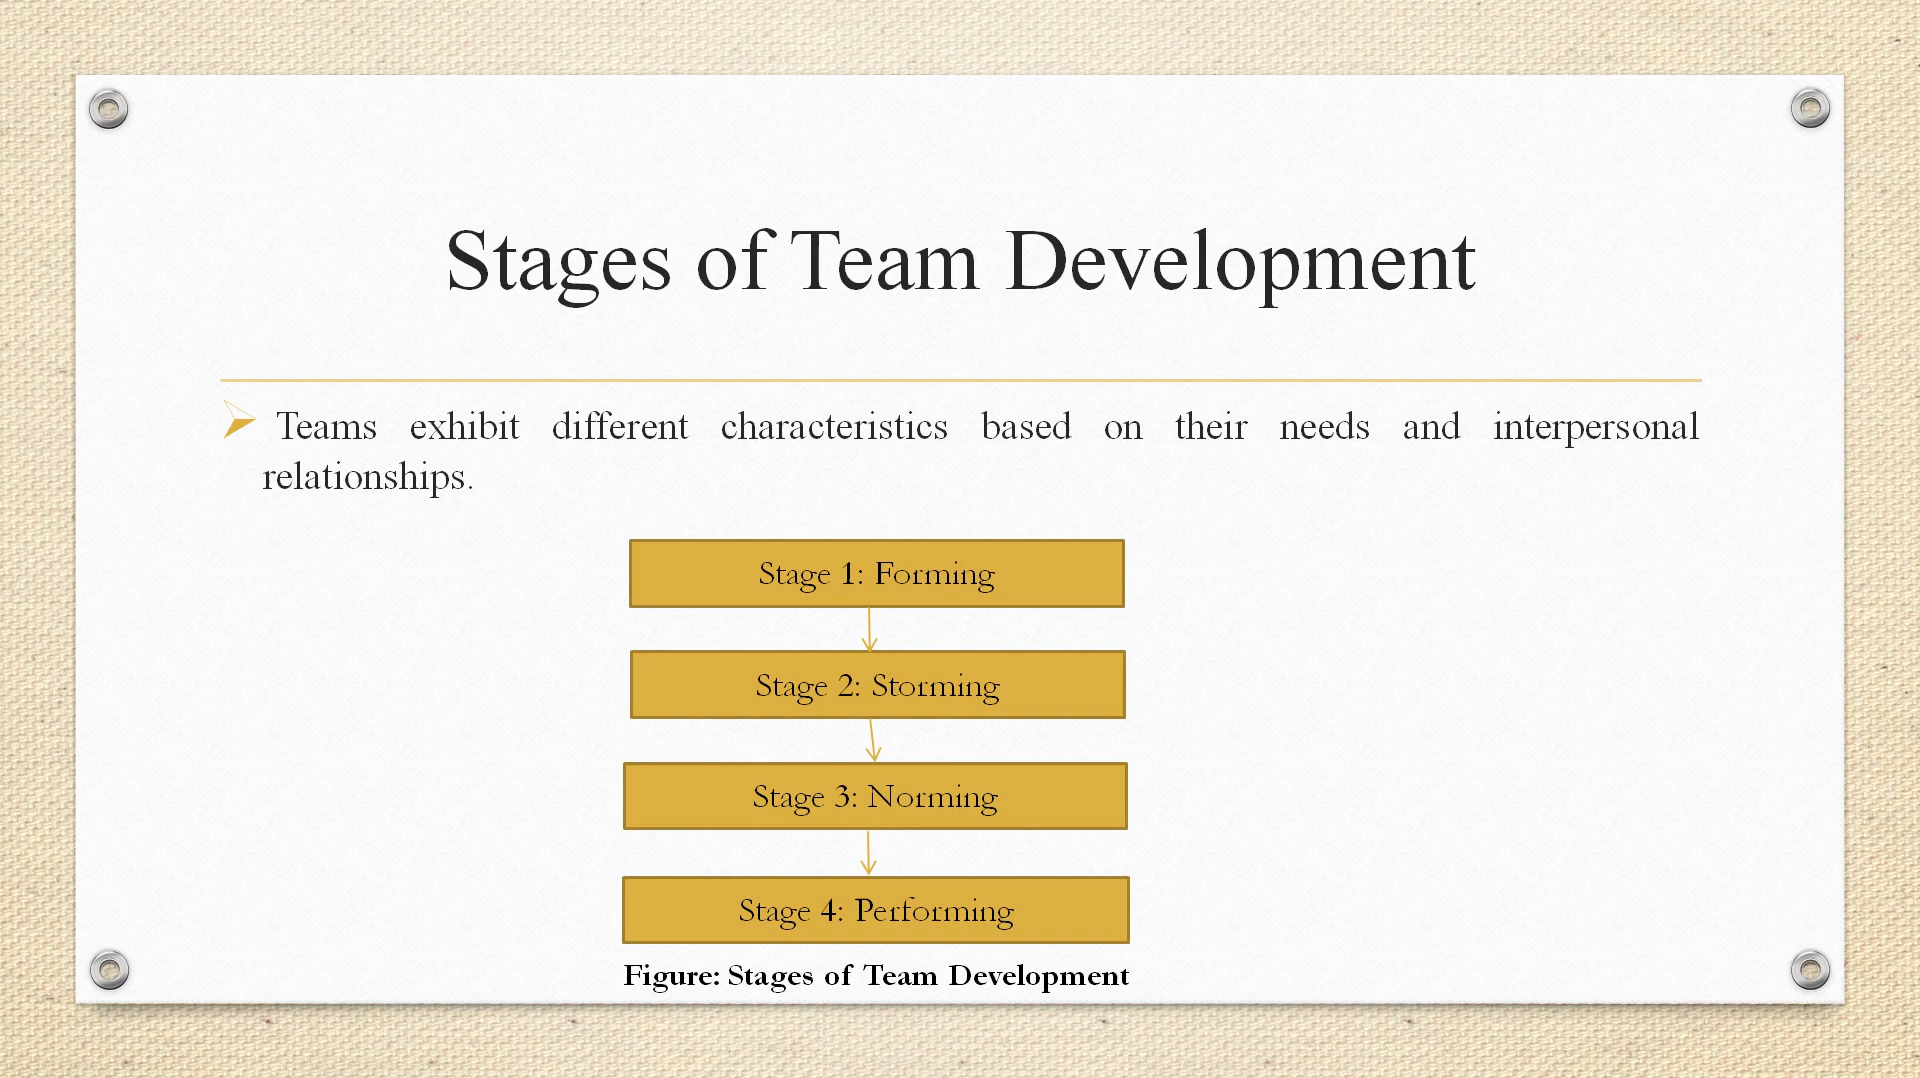 Stages of Team Development
Teams exhibit different characteristics based on their needs and interpersonal
relationships.
Stage 1: Forming
Stage 2: Storming
Stage 3: Norming
Stage 4: Performing
Figure: Stages of Team Development